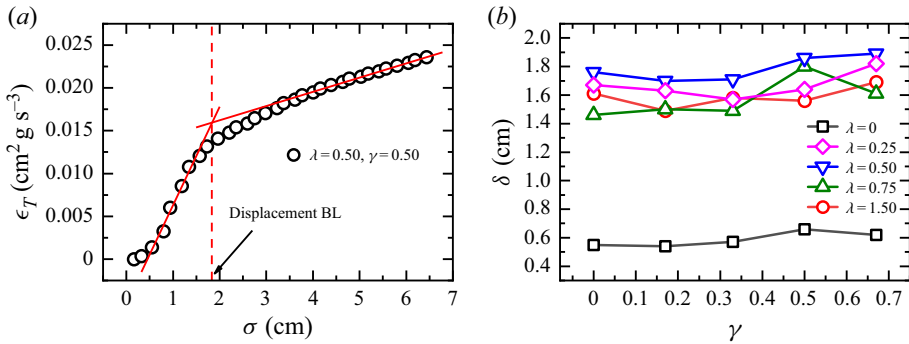 (a)
0.025
0.020
0.015
0.010
0.005
0
ϵ_T (cm² g s⁻³)
λ = 0.50, γ = 0.50
Displacement BL
0 1 2 3 4 5 6 7
σ (cm)
(b)
2.0
1.8
1.6
1.4
1.2
1.0
0.8
0.6
0.4
δ (cm)
λ = 0
λ = 0.25
λ = 0.50
λ = 0.75
λ = 1.50
0 0.1 0.2 0.3 0.4 0.5 0.6 0.7
γ